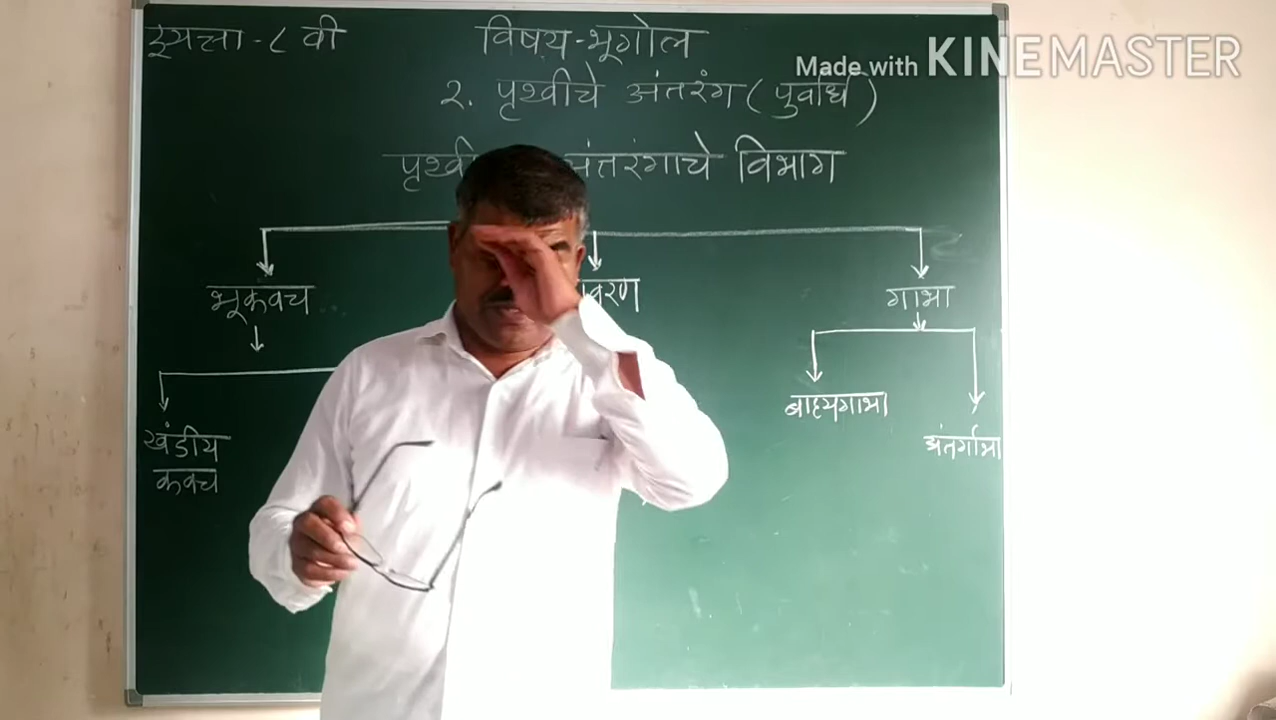 इयत्ता-८ वी
विषय-भूगोल
Made with KINEMASTER
२. पृथ्वीचे अंतरंग (पुर्वार्ध)
अंतरंगाचे विभाग
भूकवच
गाभा
बाह्यगाभा
खंडीय
कवच
अंतर्गाभा